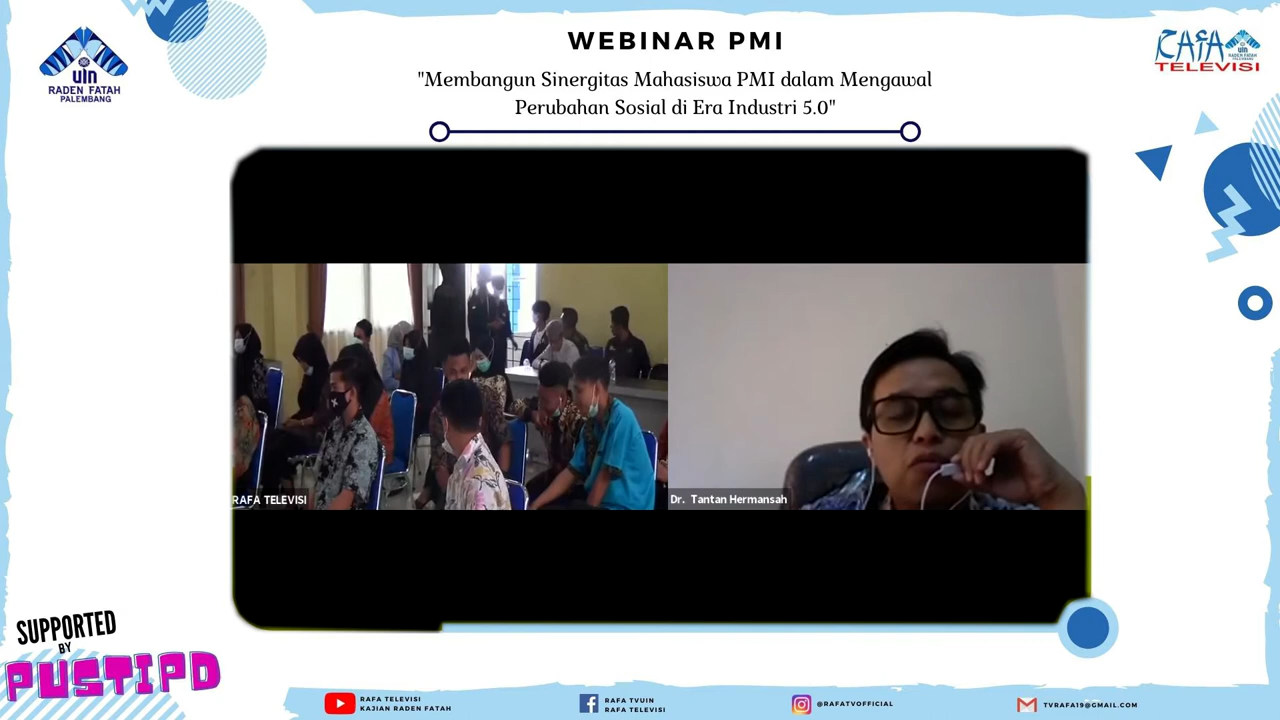 WEBINAR PMI
"Membangun Sinergitas Mahasiswa PMI dalam Mengawal
Perubahan Sosial di Era Industri 5.0"
uin
RADEN FATAH
PALEMBANG
RAFA
TELEVISI
RAFA TELEVISI
Dr. Tantan Hermansah
SUPPORTED
BY
PUSTIPD
RAFA TELEVISI
KAJIAN RADEN FATAH
RAFA TVUIN
RAFA TELEVISI
@RAFATVOFFICIAL
TVRAFA19@GMAIL.COM